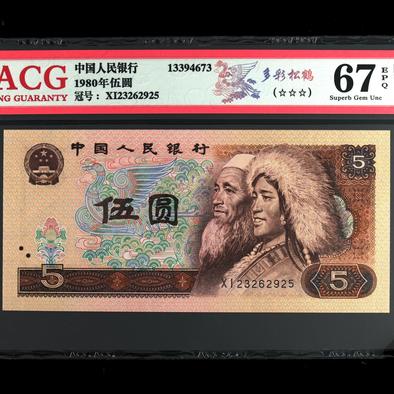 ACG
NG GUARANTY
中国人民银行
1980年伍圆
冠号：XI23262925
13394673
多彩松鹤
(☆☆☆)
67 EPQ
Superb Gem Unc
中国人民银行
5
伍圆
5
5
XI23262925